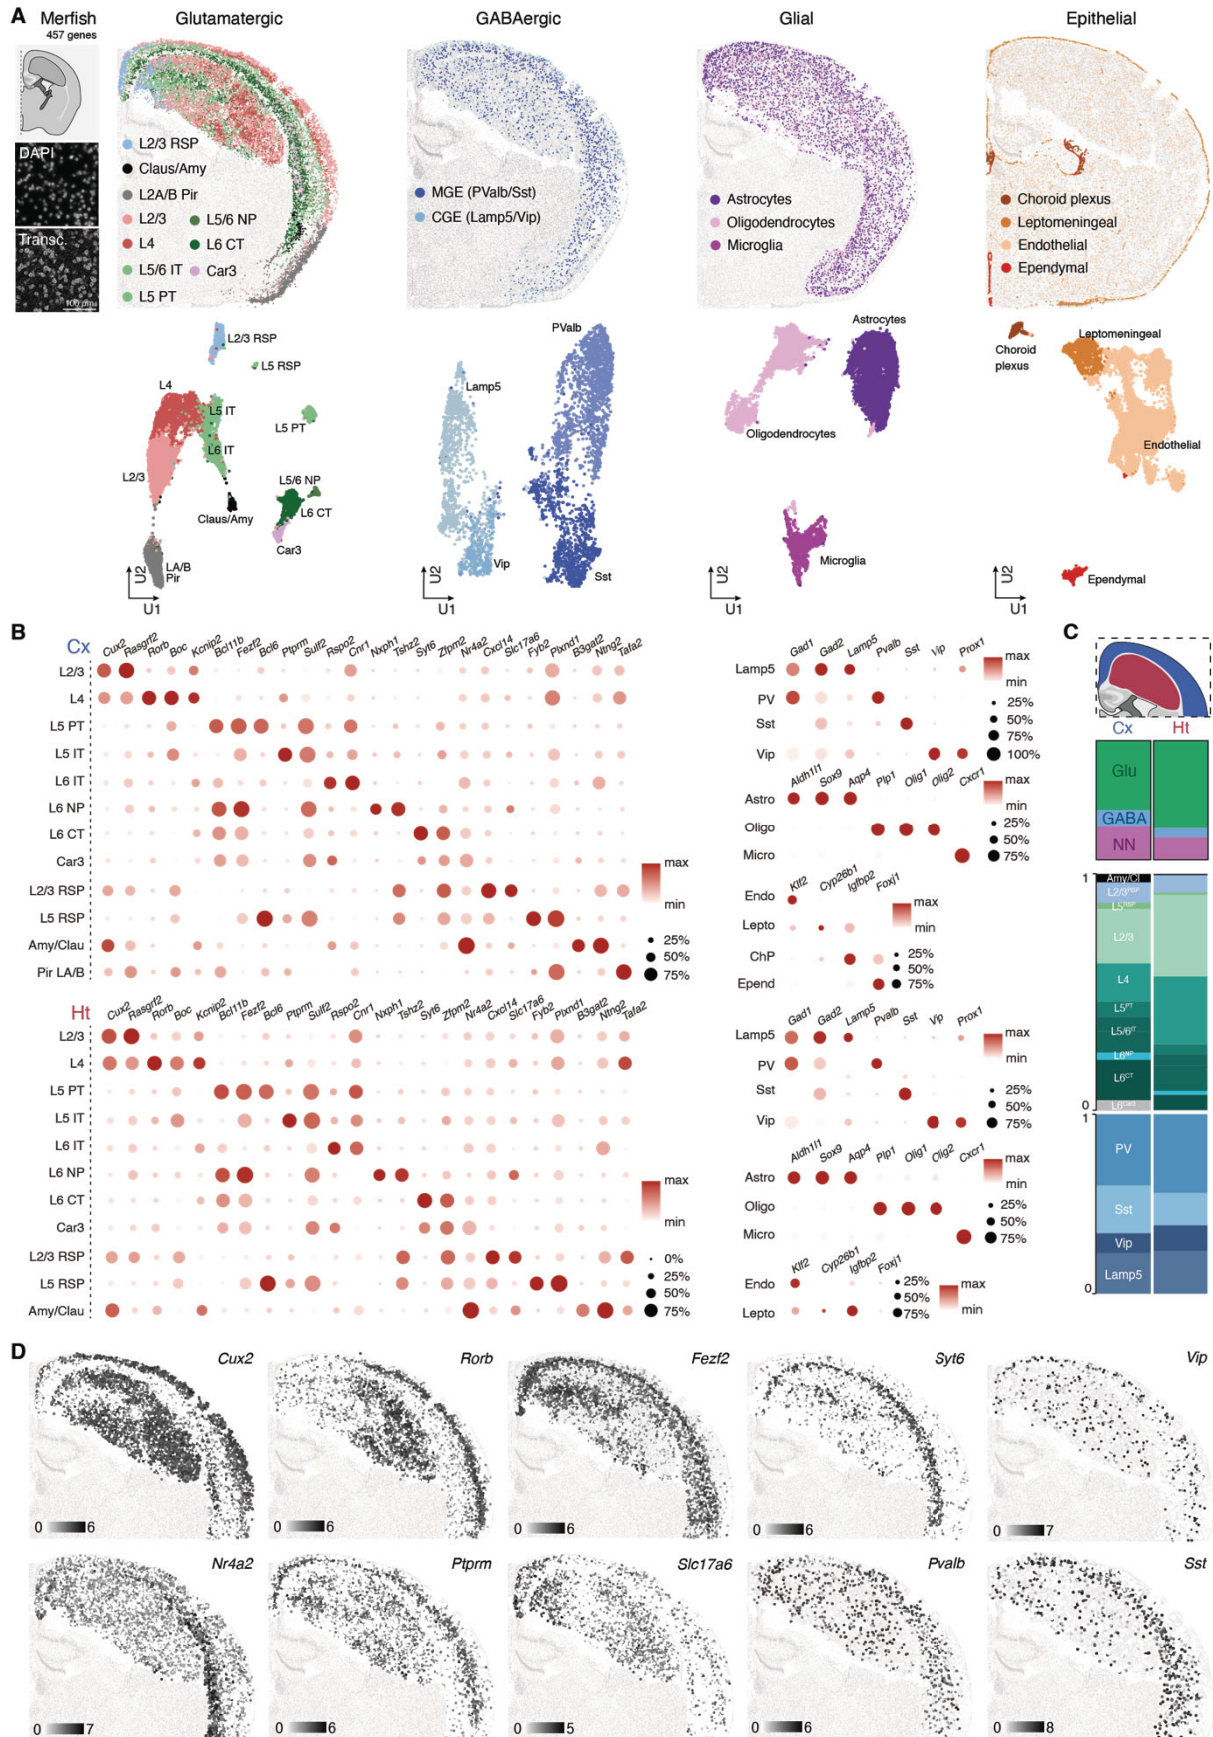 A
Merfish
457 genes
Glutamatergic
GABAergic
Glial
Epithelial
DAPI
Transc.
100 µm
L2/3 RSP
Claus/Amy
L2A/B Pir
L2/3
L4
L5/6 IT
L5 PT
L5/6 NP
L6 CT
Car3
MGE (PValb/Sst)
CGE (Lamp5/Vip)
Astrocytes
Oligodendrocytes
Microglia
Choroid plexus
Leptomeningeal
Endothelial
Ependymal
L2/3 RSP
L5 RSP
L4
L5 IT
L5 PT
L6 IT
L2/3
L5/6 NP
Claus/Amy
L6 CT
Car3
LA/B
Pir
U2
U1
PValb
Lamp5
Vip
Sst
U2
U1
Astrocytes
Oligodendrocytes
Microglia
U2
U1
Choroid
plexus
Leptomeningeal
Endothelial
Ependymal
U2
U1
B
Cx
Cux2 Rasgrf2 Rorb Boc Kcnip2 Bcl11b Fezf2 Bcl6 Ptprm Sulf2 Rspo2 Cnr1 Nxph1 Tshz2 Syt6 Zfpm2 Nr4a2 Cxcl14 Slc17a6 Fyb2 Plxnd1 B3gat2 Ntng2 Tafa2
L2/3
L4
L5 PT
L5 IT
L6 IT
L6 NP
L6 CT
Car3
L2/3 RSP
L5 RSP
Amy/Clau
Pir LA/B
max
min
25%
50%
75%
Gad1 Gad2 Lamp5 Pvalb Sst Vip Prox1
Lamp5
PV
Sst
Vip
max
min
25%
50%
75%
100%
Aldh1l1 Sox9 Aqp4 Plp1 Olig1 Olig2 Cxcr1
Astro
Oligo
Micro
max
min
25%
50%
75%
Klf2 Cyp26b1 Igfbp2 Foxj1
Endo
Lepto
ChP
Epend
max
min
25%
50%
75%
Ht
Cux2 Rasgrf2 Rorb Boc Kcnip2 Bcl11b Fezf2 Bcl6 Ptprm Sulf2 Rspo2 Cnr1 Nxph1 Tshz2 Syt6 Zfpm2 Nr4a2 Cxcl14 Slc17a6 Fyb2 Plxnd1 B3gat2 Ntng2 Tafa2
L2/3
L4
L5 PT
L5 IT
L6 IT
L6 NP
L6 CT
Car3
L2/3 RSP
L5 RSP
Amy/Clau
max
min
0%
25%
50%
75%
Gad1 Gad2 Lamp5 Pvalb Sst Vip Prox1
Lamp5
PV
Sst
Vip
max
min
25%
50%
75%
Aldh1l1 Sox9 Aqp4 Plp1 Olig1 Olig2 Cxcr1
Astro
Oligo
Micro
max
min
25%
50%
75%
Klf2 Cyp26b1 Igfbp2 Foxj1
Endo
Lepto
25%
50%
75%
max
min
C
Cx Ht
Glu
GABA
NN
1
Amy/Cl
L2/3RSP
L5RSP
L2/3
L4
L5PT
L5/6IT
L6NP
L6CT
L6Car3
0
1
PV
Sst
Vip
Lamp5
0
D
Cux2
0 6
Rorb
0 6
Fezf2
0 6
Syt6
0 6
Vip
0 7
Nr4a2
0 7
Ptprm
0 6
Slc17a6
0 5
Pvalb
0 6
Sst
0 8